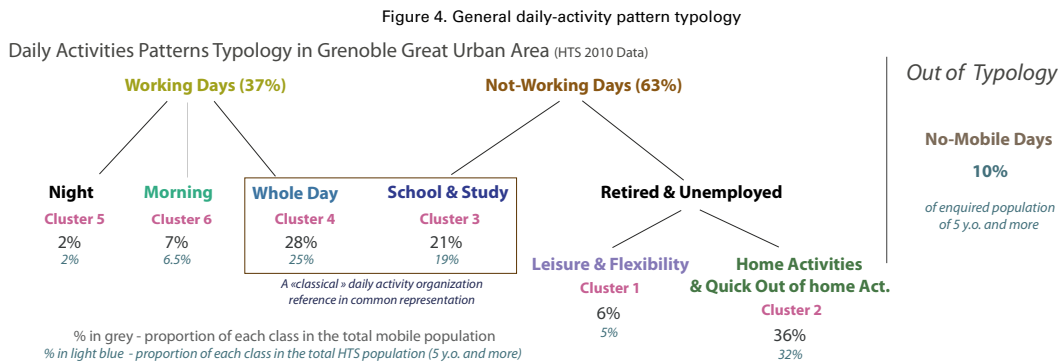 Figure 4. General daily-activity pattern typology
Daily Activities Patterns Typology in Grenoble Great Urban Area (HTS 2010 Data)
Working Days (37%)
Not-Working Days (63%)
Out of Typology
No-Mobile Days
10%
of enquired population
of 5 y.o. and more
Night
Cluster 5
2%
2%
Morning
Cluster 6
7%
6.5%
Whole Day
Cluster 4
28%
25%
School & Study
Cluster 3
21%
19%
A «classical » daily activity organization
reference in common representation
Retired & Unemployed
Leisure & Flexibility
Cluster 1
6%
5%
Home Activities
& Quick Out of home Act.
Cluster 2
36%
32%
% in grey - proportion of each class in the total mobile population
% in light blue - proportion of each class in the total HTS population (5 y.o. and more)